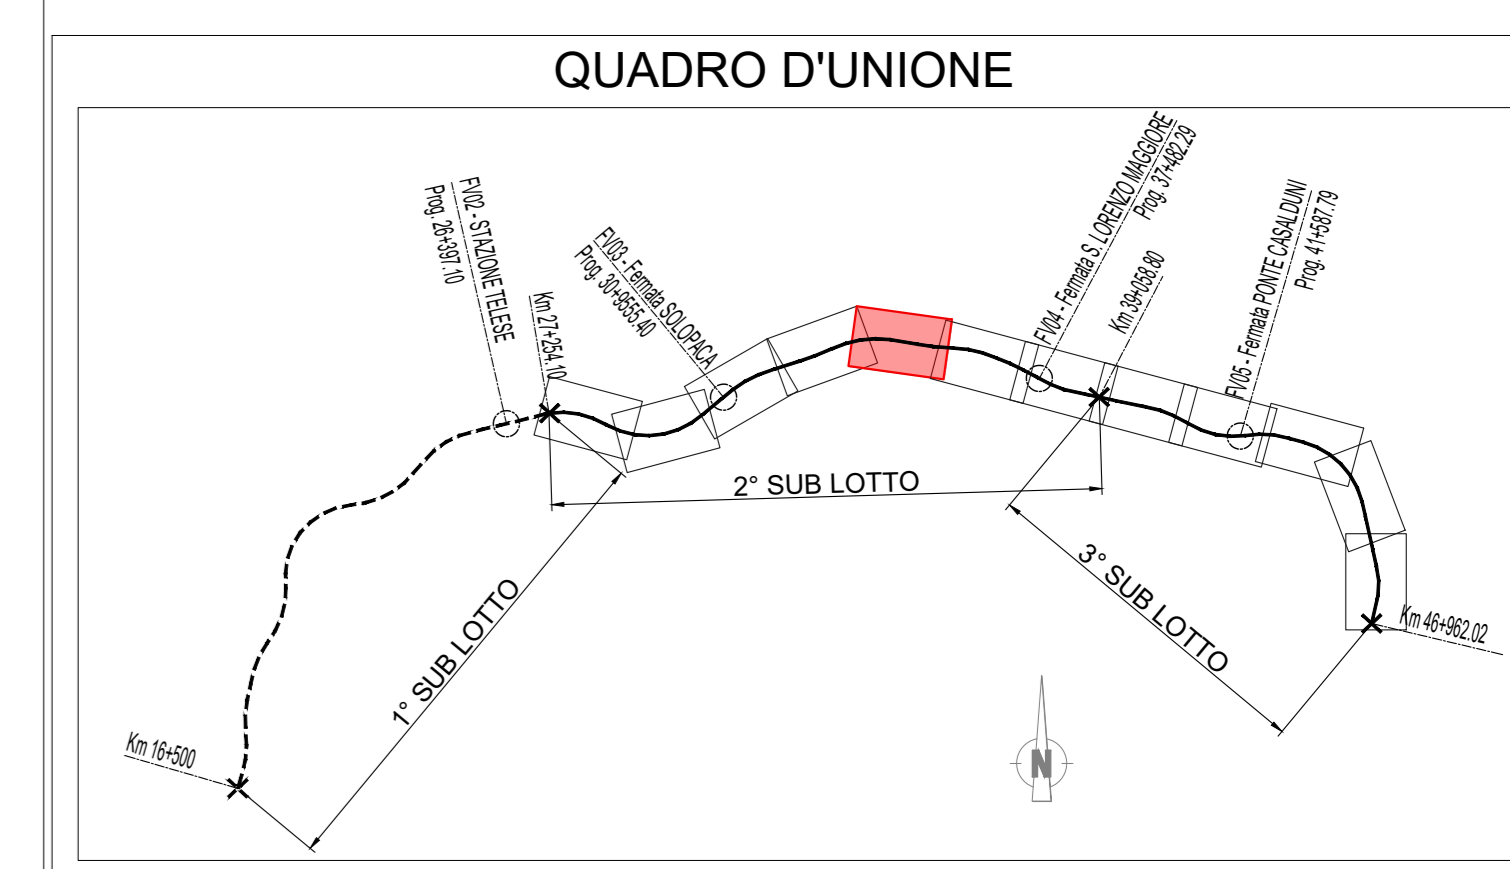 QUADRO D'UNIONE
FV02 - STAZIONE TELESE
Prog. 26+397.10
Km 27+254.10
FV03 - Fermata SOLOPACA
Prog. 30+9555.40
FV04 - Fermata S. LORENZO MAGGIORE
Prog. 37+482.29
Km 39+058.80
FV05 - Fermata PONTE CASALDUNI
Prog. 41+587.79
2° SUB LOTTO
1° SUB LOTTO
3° SUB LOTTO
Km 46+962.02
Km 16+500
N